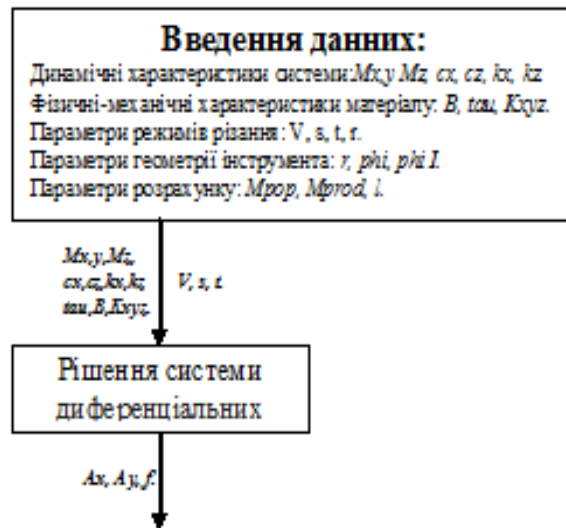 Введення данних:
Динамічні характеристики системи:Mx,y Mz, cx, cz, kx, kz
Фізичні-механічні характеристики матеріалу: B, tau, Kxyz.
Параметри режимів різання: V, s, t, r.
Параметри геометрії інструмента: r, phi, phi I.
Параметри розрахунку: Mpop, Mprod, i.
Mx,y,Mz,
cx,cz,kx,kz,
V, s, t.
tau,B,Kxyz.
Рішення системи
диференціальних
Ax, Ay, f.